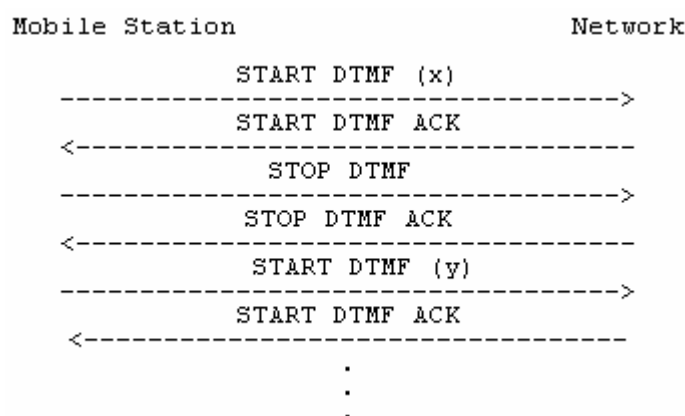 Mobile Station Network
START DTMF (x)
----------------------------------->
START DTMF ACK
<-----------------------------------
STOP DTMF
----------------------------------->
STOP DTMF ACK
<-----------------------------------
START DTMF (y)
----------------------------------->
START DTMF ACK
<----------------------------------
.
.
.